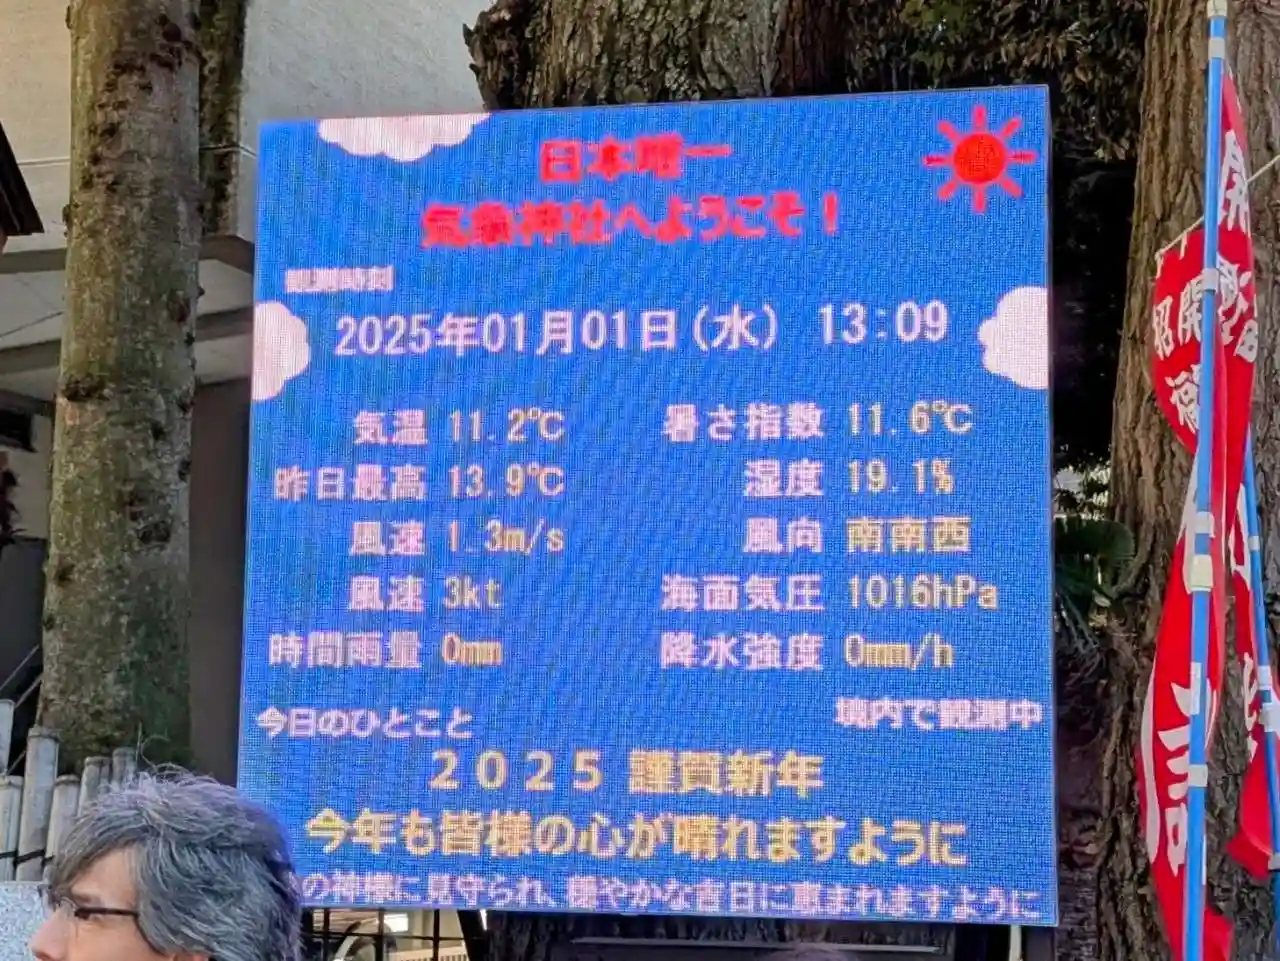 日本唯一
気象神社へようこそ！
観測時刻
2025年01月01日(水) 13:09
気温 11.2℃ 暑さ指数 11.6℃
昨日最高 13.9℃ 湿度 19.1%
風速 1.3m/s 風向 南南西
風速 3kt 海面気圧 1016hPa
時間雨量 0mm 降水強度 0mm/h
今日のひとこと 境内で観測中
２０２５ 謹賀新年
今年も皆様の心が晴れますように
の神様に見守られ、穏やかな吉日に恵まれますように
開
招福
開